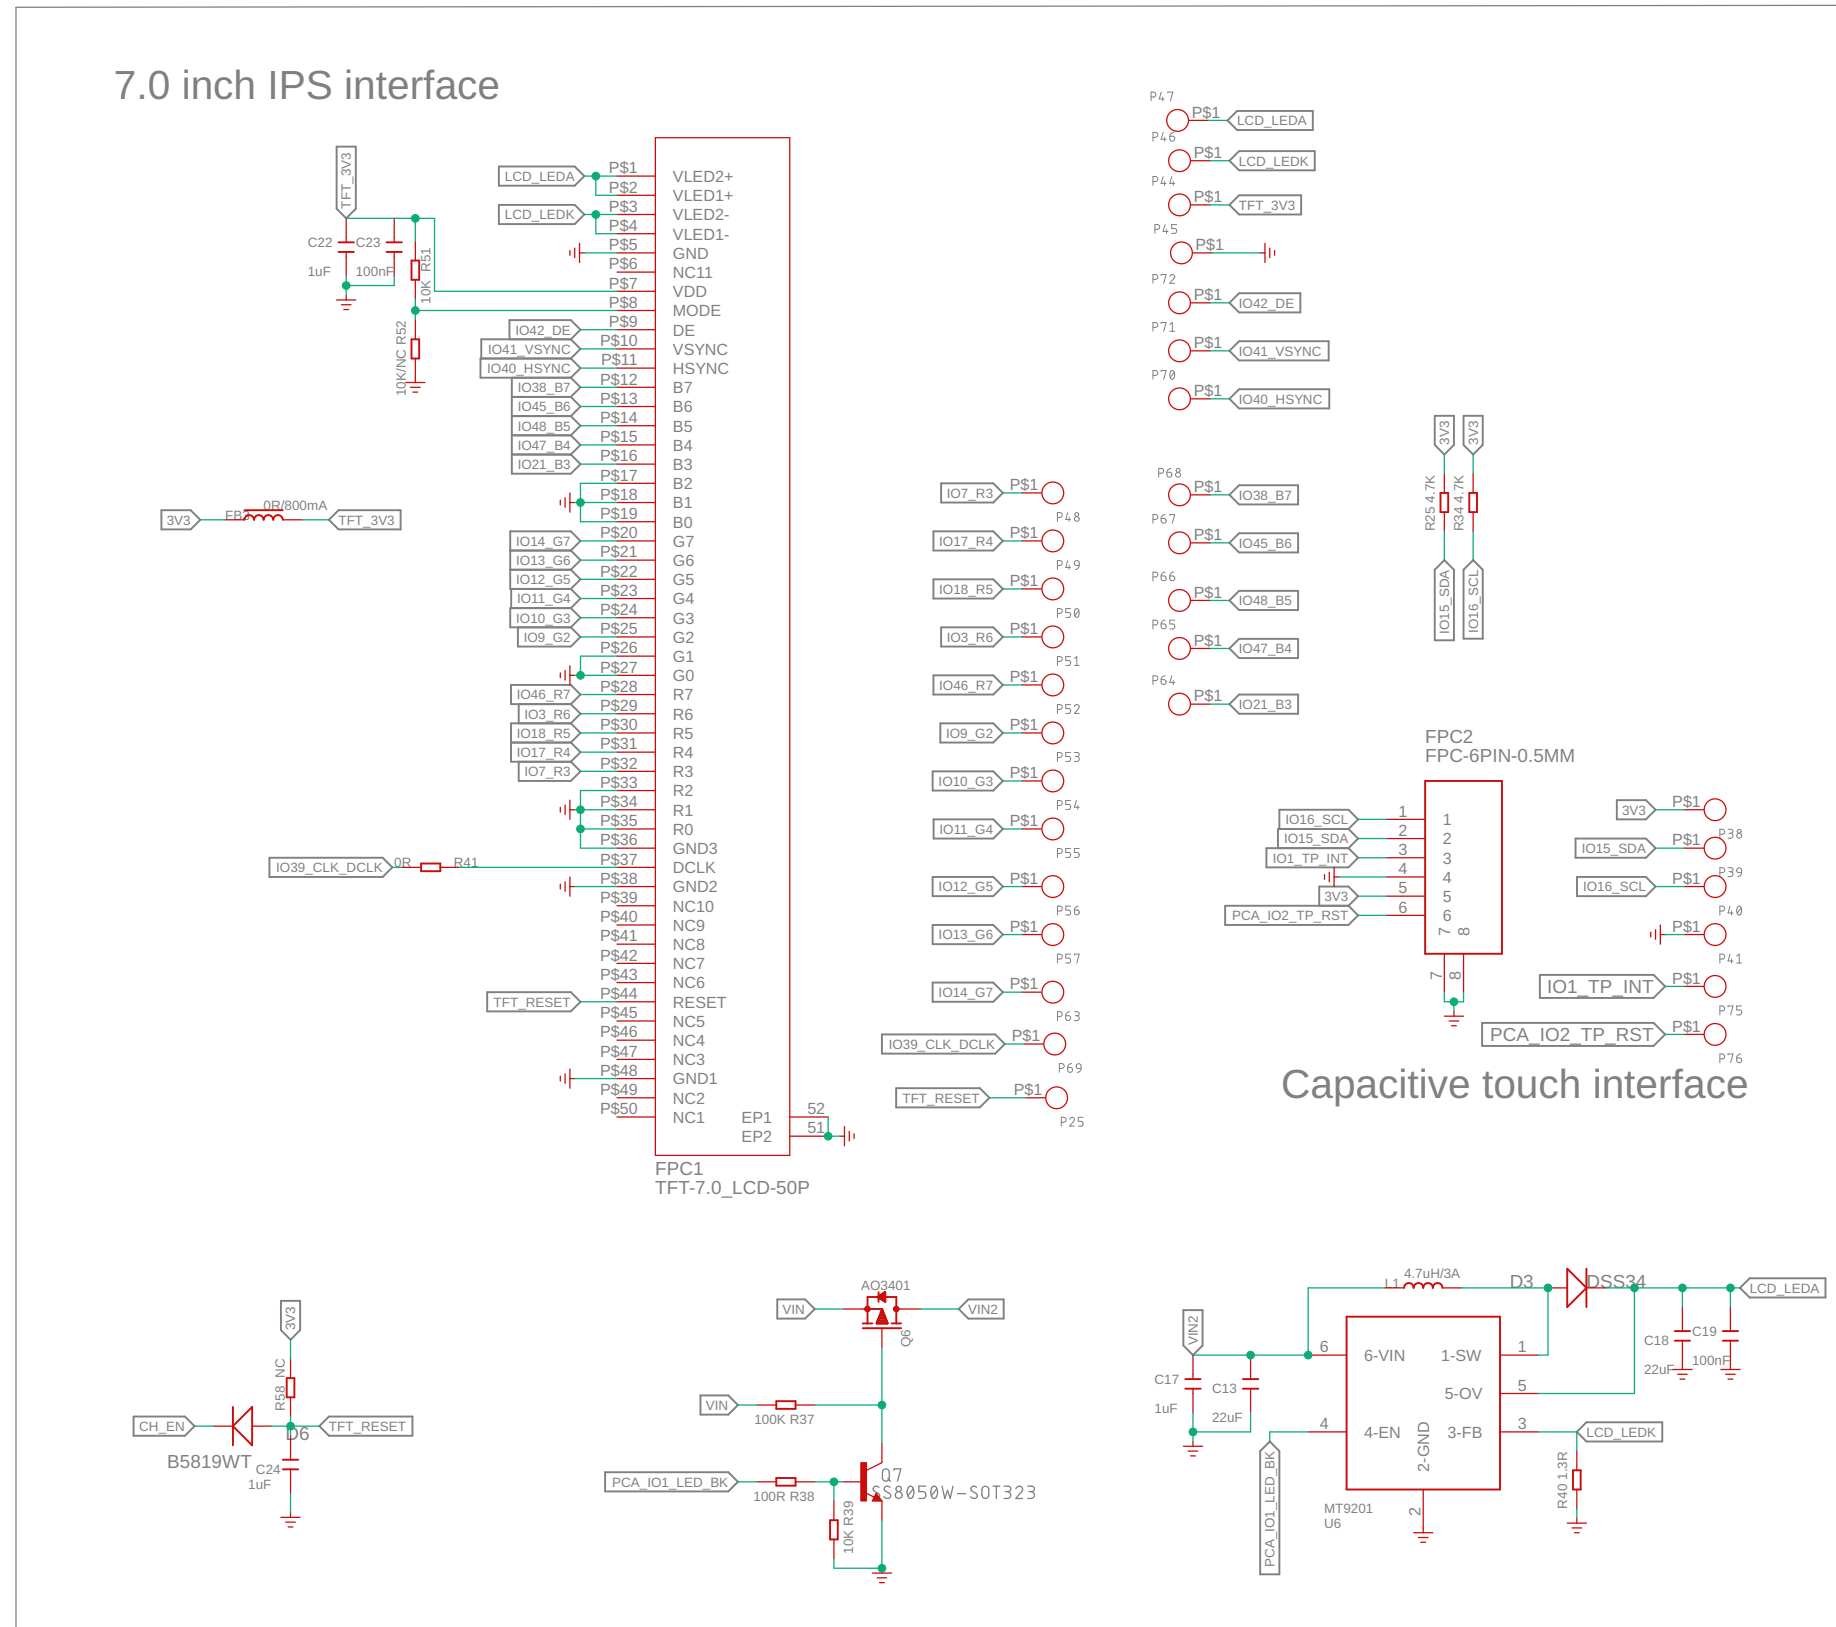 7.0 inch IPS interface
TFT_3V3
C22
1uF
C23
100nF
10K R51
10K/NC R52
3V3
0R/800mA
TFT_3V3
LCD_LEDA
LCD_LEDK
IO42_DE
IO41_VSYNC
IO40_HSYNC
IO38_B7
IO45_B6
IO48_B5
IO47_B4
IO21_B3
IO14_G7
IO13_G6
IO12_G5
IO11_G4
IO10_G3
IO9_G2
IO46_R7
IO3_R6
IO18_R5
IO17_R4
IO7_R3
IO39_CLK_DCLK
0R
R41
TFT_RESET
P$1 VLED2+
P$2 VLED1+
P$3 VLED2-
P$4 VLED1-
P$5 GND
P$6 NC11
P$7 VDD
P$8 MODE
P$9 DE
P$10 VSYNC
P$11 HSYNC
P$12 B7
P$13 B6
P$14 B5
P$15 B4
P$16 B3
P$17 B2
P$18 B1
P$19 B0
P$20 G7
P$21 G6
P$22 G5
P$23 G4
P$24 G3
P$25 G2
P$26 G1
P$27 G0
P$28 R7
P$29 R6
P$30 R5
P$31 R4
P$32 R3
P$33 R2
P$34 R1
P$35 R0
P$36 GND3
P$37 DCLK
P$38 GND2
P$39 NC10
P$40 NC9
P$41 NC8
P$42 NC7
P$43 NC6
P$44 RESET
P$45 NC5
P$46 NC4
P$47 NC3
P$48 GND1
P$49 NC2
P$50 NC1
EP1 52
EP2 51
FPC1
TFT-7.0_LCD-50P
IO7_R3 P$1
P48
IO17_R4 P$1
P49
IO18_R5 P$1
P50
IO3_R6 P$1
P51
IO46_R7 P$1
P52
IO9_G2 P$1
P53
IO10_G3 P$1
P54
IO11_G4 P$1
P55
IO12_G5 P$1
P56
IO13_G6 P$1
P57
IO14_G7 P$1
P63
IO39_CLK_DCLK P$1
P69
TFT_RESET P$1
P25
P47
P$1 LCD_LEDA
P46
P$1 LCD_LEDK
P44
P$1 TFT_3V3
P45
P$1
P72
P$1 IO42_DE
P71
P$1 IO41_VSYNC
P70
P$1 IO40_HSYNC
P68
P$1 IO38_B7
P67
P$1 IO45_B6
P66
P$1 IO48_B5
P65
P$1 IO47_B4
P64
P$1 IO21_B3
3V3
3V3
R25 4.7K
R34 4.7K
IO15_SDA
IO16_SCL
FPC2
FPC-6PIN-0.5MM
IO16_SCL 1 1
IO15_SDA 2 2
IO1_TP_INT 3 3
4 4
3V3 5 5
PCA_IO2_TP_RST 6 6
7 8
7 8
3V3 P$1
P38
IO15_SDA P$1
P39
IO16_SCL P$1
P40
P$1
P41
IO1_TP_INT P$1
P75
PCA_IO2_TP_RST P$1
P76
Capacitive touch interface
3V3
R58 NC
CH_EN
TFT_RESET
D6
B5819WT
C24
1uF
AO3401
VIN
VIN2
Q6
VIN
100K R37
PCA_IO1_LED_BK
100R R38
Q7
SS8050W-SOT323
10K R39
L1
4.7uH/3A
D3
DSS34
LCD_LEDA
VIN2
C17
1uF
C13
22uF
6 6-VIN
1-SW 1
5-OV 5
4 4-EN
3-FB 3
2-GND
2
C18
22uF
C19
100nF
LCD_LEDK
R40 1.3R
PCA_IO1_LED_BK
MT9201
U6